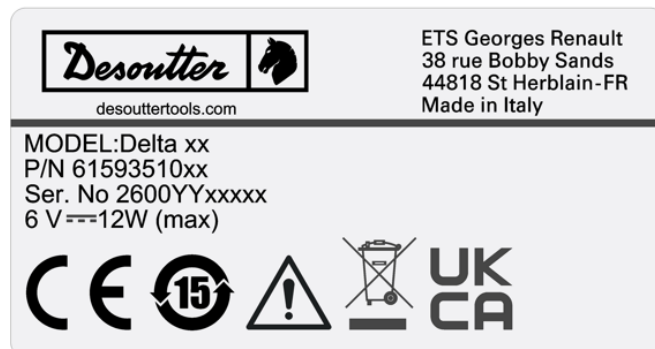 Desoutter
desouttertools.com
ETS Georges Renault
38 rue Bobby Sands
44818 St Herblain-FR
Made in Italy
MODEL:Delta xx
P/N 61593510xx
Ser. No 2600YYxxxxx
6 V⎓12W (max)
CE 15 UK
CA